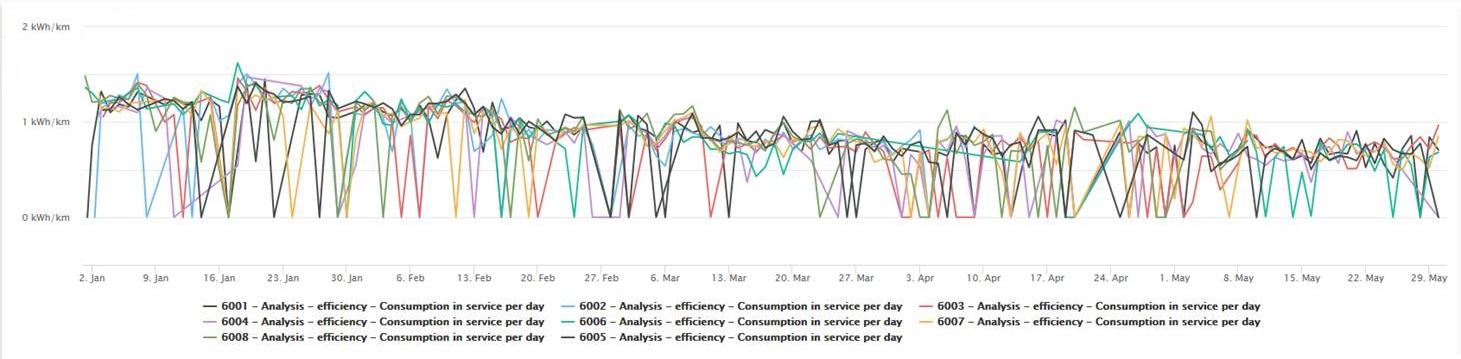 2 kWh/km
1 kWh/km
0 kWh/km
2. Jan 9. Jan 16. Jan 23. Jan 30. Jan 6. Feb 13. Feb 20. Feb 27. Feb 6. Mar 13. Mar 20. Mar 27. Mar 3. Apr 10. Apr 17. Apr 24. Apr 1. May 8. May 15. May 22. May 29. May
6001 – Analysis – efficiency – Consumption in service per day 6002 – Analysis – efficiency – Consumption in service per day 6003 – Analysis – efficiency – Consumption in service per day
6004 – Analysis – efficiency – Consumption in service per day 6006 – Analysis – efficiency – Consumption in service per day 6007 – Analysis – efficiency – Consumption in service per day
6008 – Analysis – efficiency – Consumption in service per day 6005 – Analysis – efficiency – Consumption in service per day